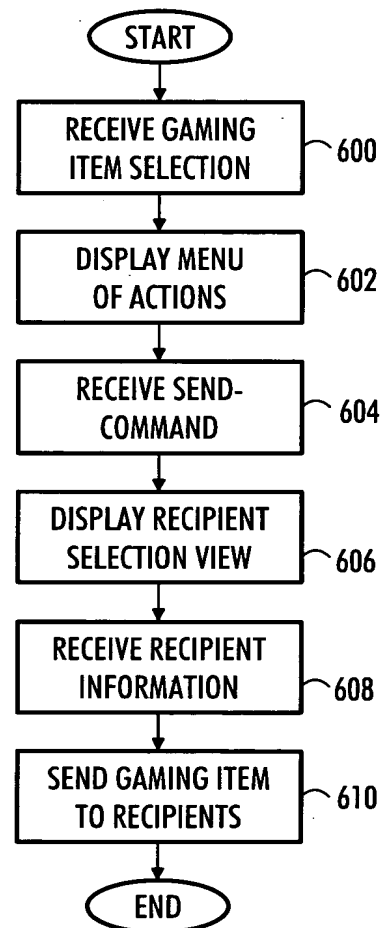 START
RECEIVE GAMING
ITEM SELECTION
600
DISPLAY MENU
OF ACTIONS
602
RECEIVE SEND-
COMMAND
604
DISPLAY RECIPIENT
SELECTION VIEW
606
RECEIVE RECIPIENT
INFORMATION
608
SEND GAMING ITEM
TO RECIPIENTS
610
END